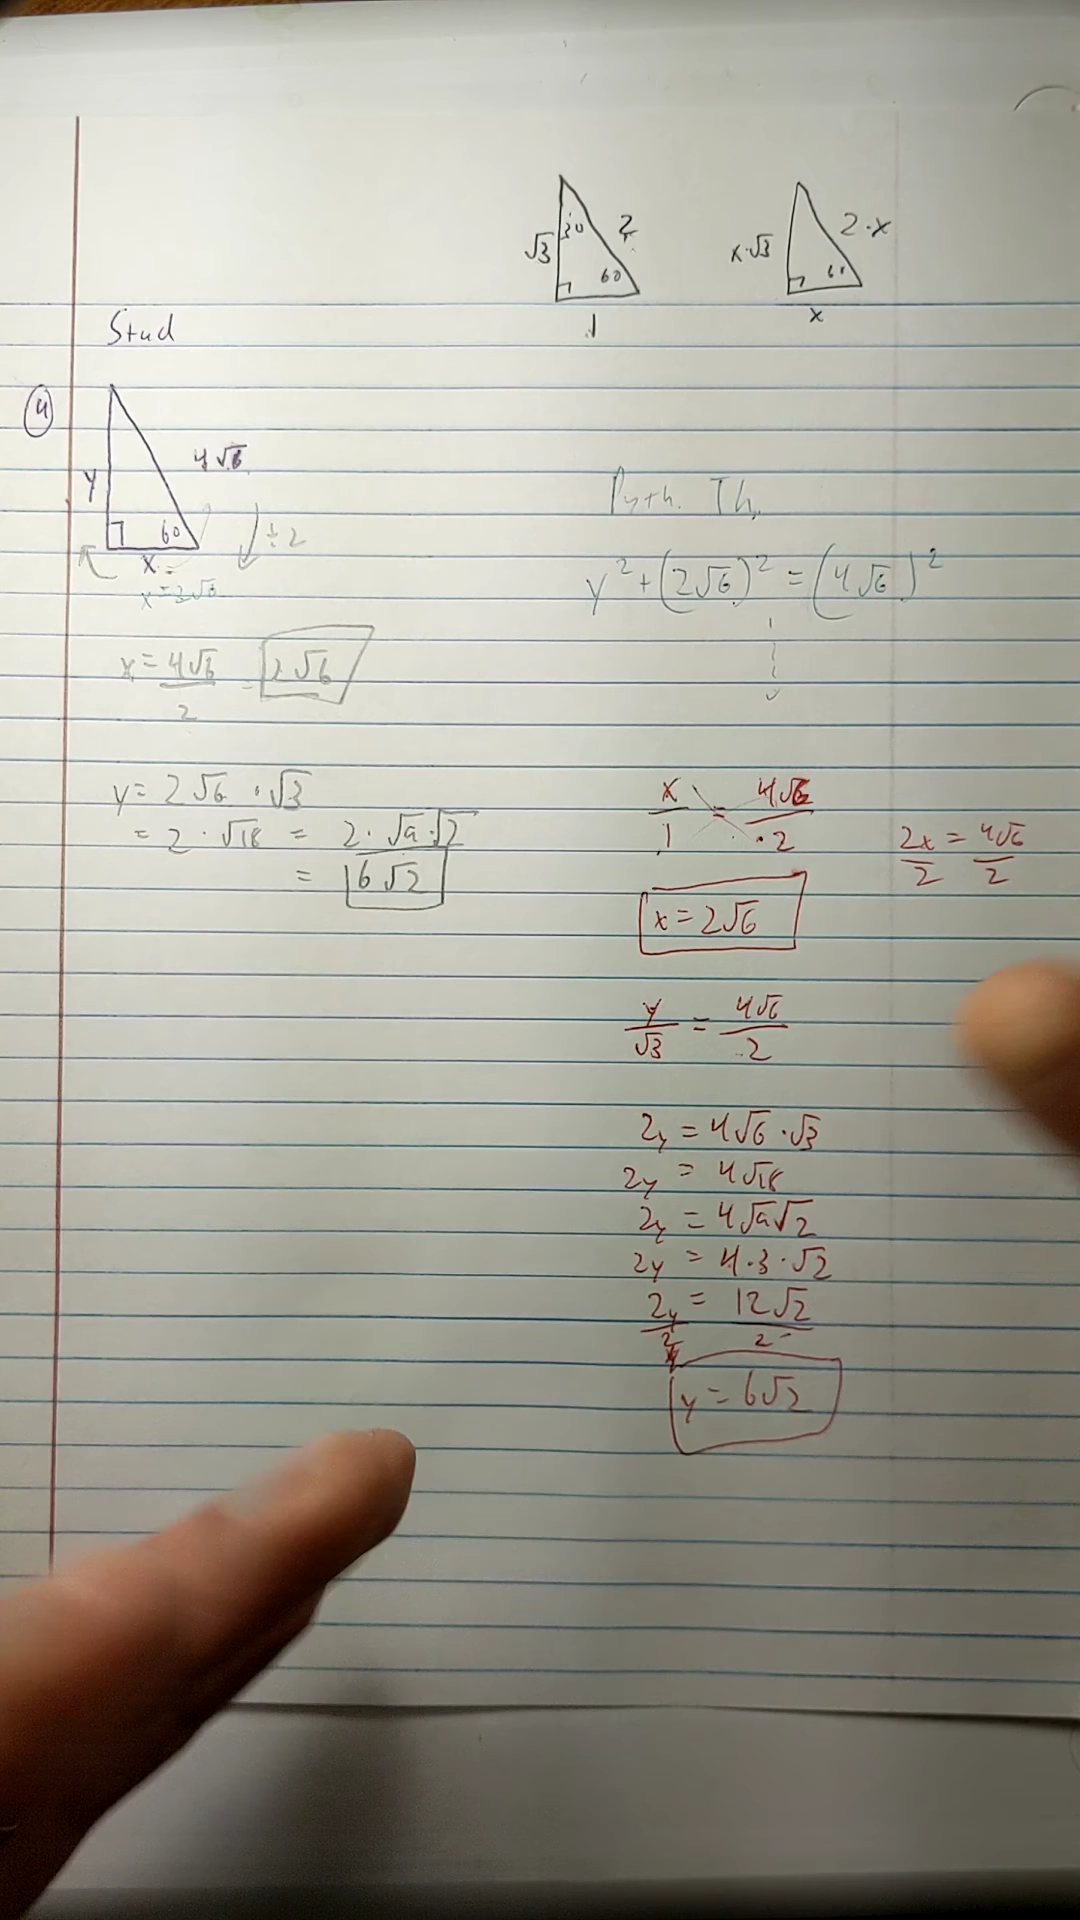 √3 30 2 60 1
x·√3 2·x 60 x
Stud
4
y 4√6 60 x =
÷2
x = 2√6
x = 4√6/2 = 2√6
y = 2√6 · √3
= 2 · √18 = 2 · √9 · √2
= 6√2
Pyth. Th.
y² + (2√6)² = (4√6)²
x/1 = 4√6/2
2x/2 = 4√6/2
x = 2√6
y/√3 = 4√6/2
2y = 4√6 · √3
2y = 4√18
2y = 4√9√2
2y = 4·3·√2
2y/2 = 12√2/2
y = 6√2